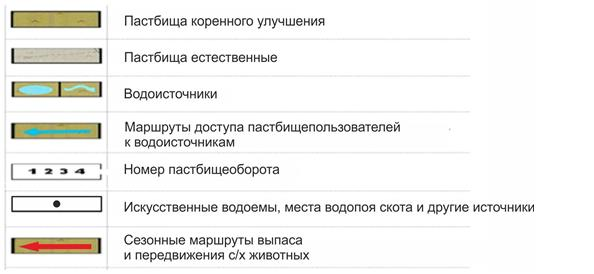 Пастбища коренного улучшения
Пастбища естественные
Водоисточники
Маршруты доступа пастбищепользователей
к водоисточникам
1 2 3 4 Номер пастбищеоборота
Искусственные водоемы, места водопоя скота и другие источники
Сезонные маршруты выпаса
и передвижения с/х животных